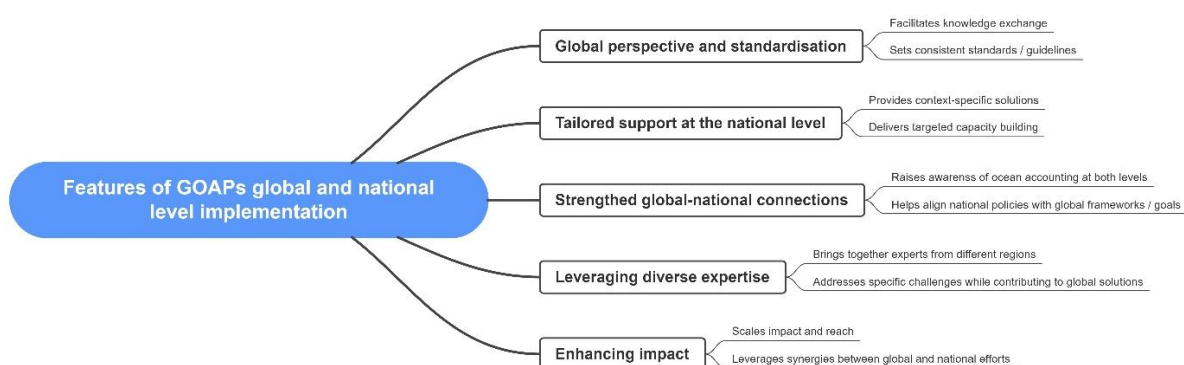 Features of GOAPs global and national
level implementation
Global perspective and standardisation
Facilitates knowledge exchange
Sets consistent standards / guidelines
Tailored support at the national level
Provides context-specific solutions
Delivers targeted capacity building
Strengthed global-national connections
Raises awarenss of ocean accounting at both levels
Helps align national policies with global frameworks / goals
Leveraging diverse expertise
Brings together experts from different regions
Addresses specific challenges while contributing to global solutions
Enhancing impact
Scales impact and reach
Leverages synergies between global and national efforts